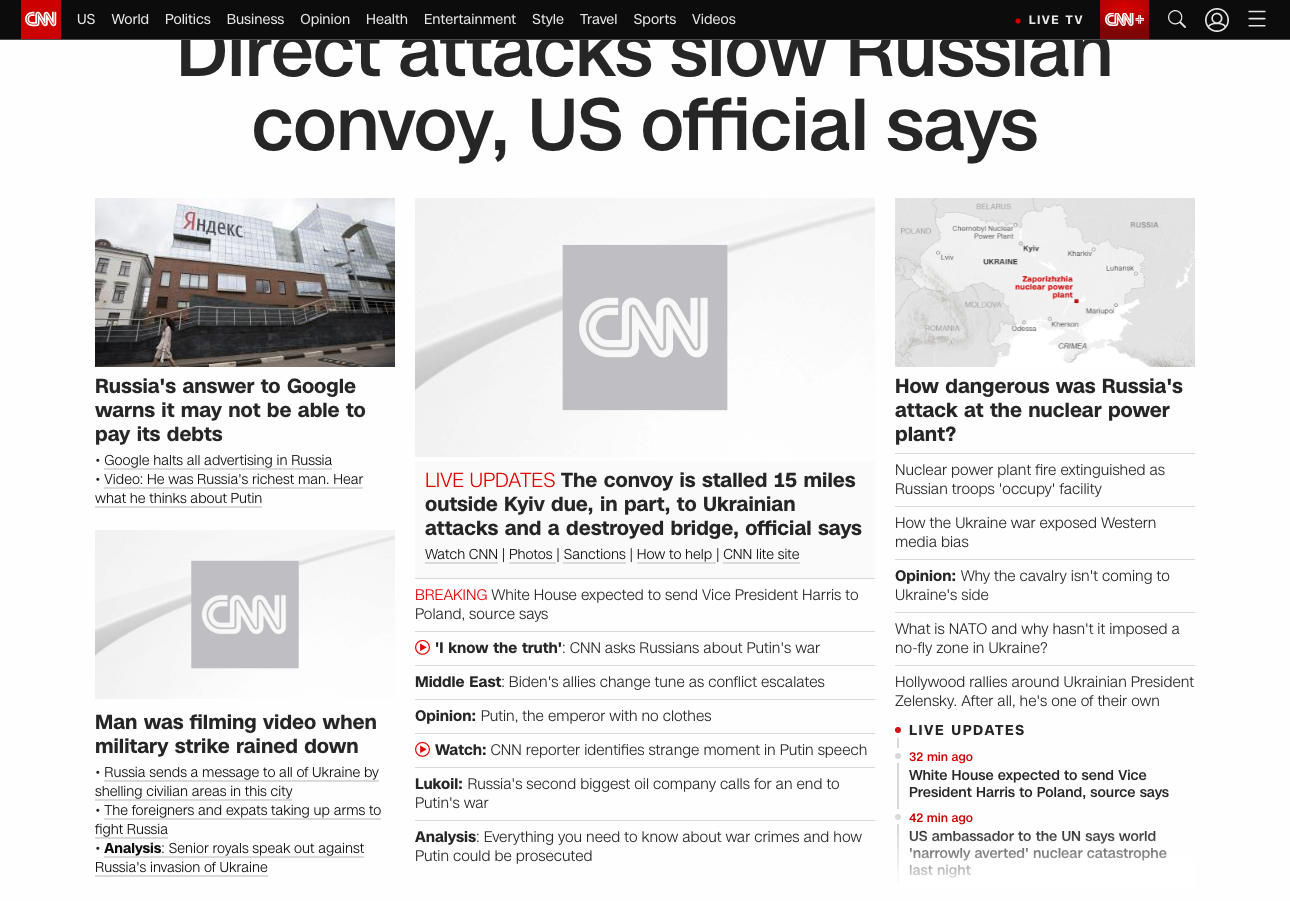 CNN US World Politics Business Opinion Health Entertainment Style Travel Sports Videos LIVE TV CNN+
Direct attacks slow Russian
convoy, US official says
Яндекс
Russia's answer to Google
warns it may not be able to
pay its debts
• Google halts all advertising in Russia
• Video: He was Russia's richest man. Hear
what he thinks about Putin
CNN
Man was filming video when
military strike rained down
• Russia sends a message to all of Ukraine by
shelling civilian areas in this city
• The foreigners and expats taking up arms to
fight Russia
• Analysis: Senior royals speak out against
Russia's invasion of Ukraine
CNN
LIVE UPDATES The convoy is stalled 15 miles
outside Kyiv due, in part, to Ukrainian
attacks and a destroyed bridge, official says
Watch CNN | Photos | Sanctions | How to help | CNN lite site
BREAKING White House expected to send Vice President Harris to
Poland, source says
'I know the truth': CNN asks Russians about Putin's war
Middle East: Biden's allies change tune as conflict escalates
Opinion: Putin, the emperor with no clothes
Watch: CNN reporter identifies strange moment in Putin speech
Lukoil: Russia's second biggest oil company calls for an end to
Putin's war
Analysis: Everything you need to know about war crimes and how
Putin could be prosecuted
BELARUS
POLAND
RUSSIA
Chernobyl Nuclear
Power Plant
Kyiv
Kharkiv
Lviv
UKRAINE
Luhansk
Zaporizhzhia
nuclear power
plant
MOLDOVA
Mariupol
ROMANIA
Odessa
Kherson
CRIMEA
How dangerous was Russia's
attack at the nuclear power
plant?
Nuclear power plant fire extinguished as
Russian troops 'occupy' facility
How the Ukraine war exposed Western
media bias
Opinion: Why the cavalry isn't coming to
Ukraine's side
What is NATO and why hasn't it imposed a
no-fly zone in Ukraine?
Hollywood rallies around Ukrainian President
Zelensky. After all, he's one of their own
LIVE UPDATES
32 min ago
White House expected to send Vice
President Harris to Poland, source says
42 min ago
US ambassador to the UN says world
'narrowly averted' nuclear catastrophe
last night